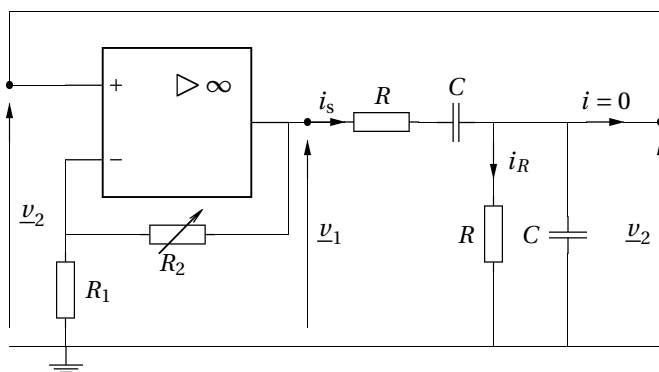 + ▷ ∞
i_s R C i = 0
−
i_R
v_2 v_1 R C v_2
R_2
R_1